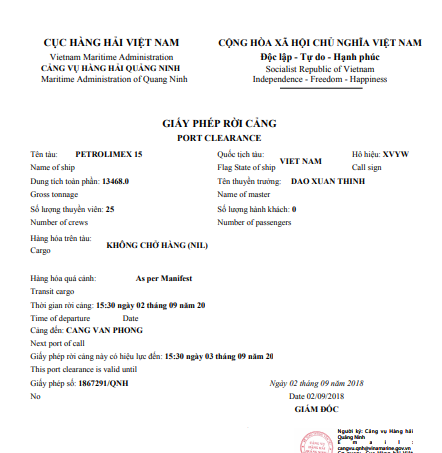 CỤC HÀNG HẢI VIỆT NAM
Vietnam Maritime Administration
CẢNG VỤ HÀNG HẢI QUẢNG NINH
Maritime Administration of Quang Ninh
CỘNG HÒA XÃ HỘI CHỦ NGHĨA VIỆT NAM
Độc lập - Tự do - Hạnh phúc
Socialist Republic of Vietnam
Independence - Freedom - Happiness
GIẤY PHÉP RỜI CẢNG
PORT CLEARANCE
Tên tàu: PETROLIMEX 15 Quốc tịch tàu: VIET NAM Hô hiệu: XVYW
Name of ship Flag State of ship Call sign
Dung tích toàn phần: 13468.0 Tên thuyền trưởng: DAO XUAN THINH
Gross tonnage Name of master
Số lượng thuyền viên: 25 Số lượng hành khách: 0
Number of crews Number of passengers
Hàng hóa trên tàu: KHÔNG CHỞ HÀNG (NIL)
Cargo
Hàng hóa quá cảnh: As per Manifest
Transit cargo
Thời gian rời cảng: 15:30 ngày 02 tháng 09 năm 20
Time of departure Date
Cảng đến: CANG VAN PHONG
Next port of call
Giấy phép rời cảng này có hiệu lực đến: 15:30 ngày 03 tháng 09 năm 20
This port clearance is valid until
Giấy phép số: 1867291/QNH Ngày 02 tháng 09 năm 2018
No Date 02/09/2018
GIÁM ĐỐC
Người ký: Cảng vụ Hàng hải
Quảng Ninh
Email:
cangvu.qnh@vinamarine.gov.vn